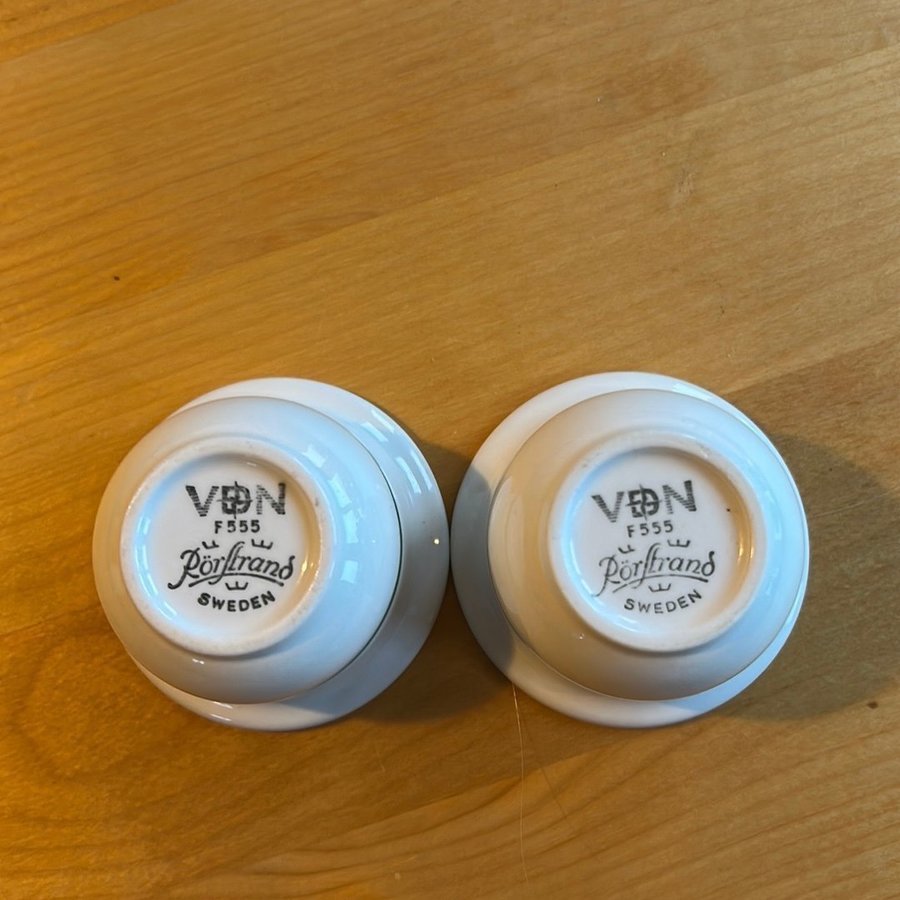 VDN
F555
Rörstrand
SWEDEN
VDN
F555
Rörstrand
SWEDEN